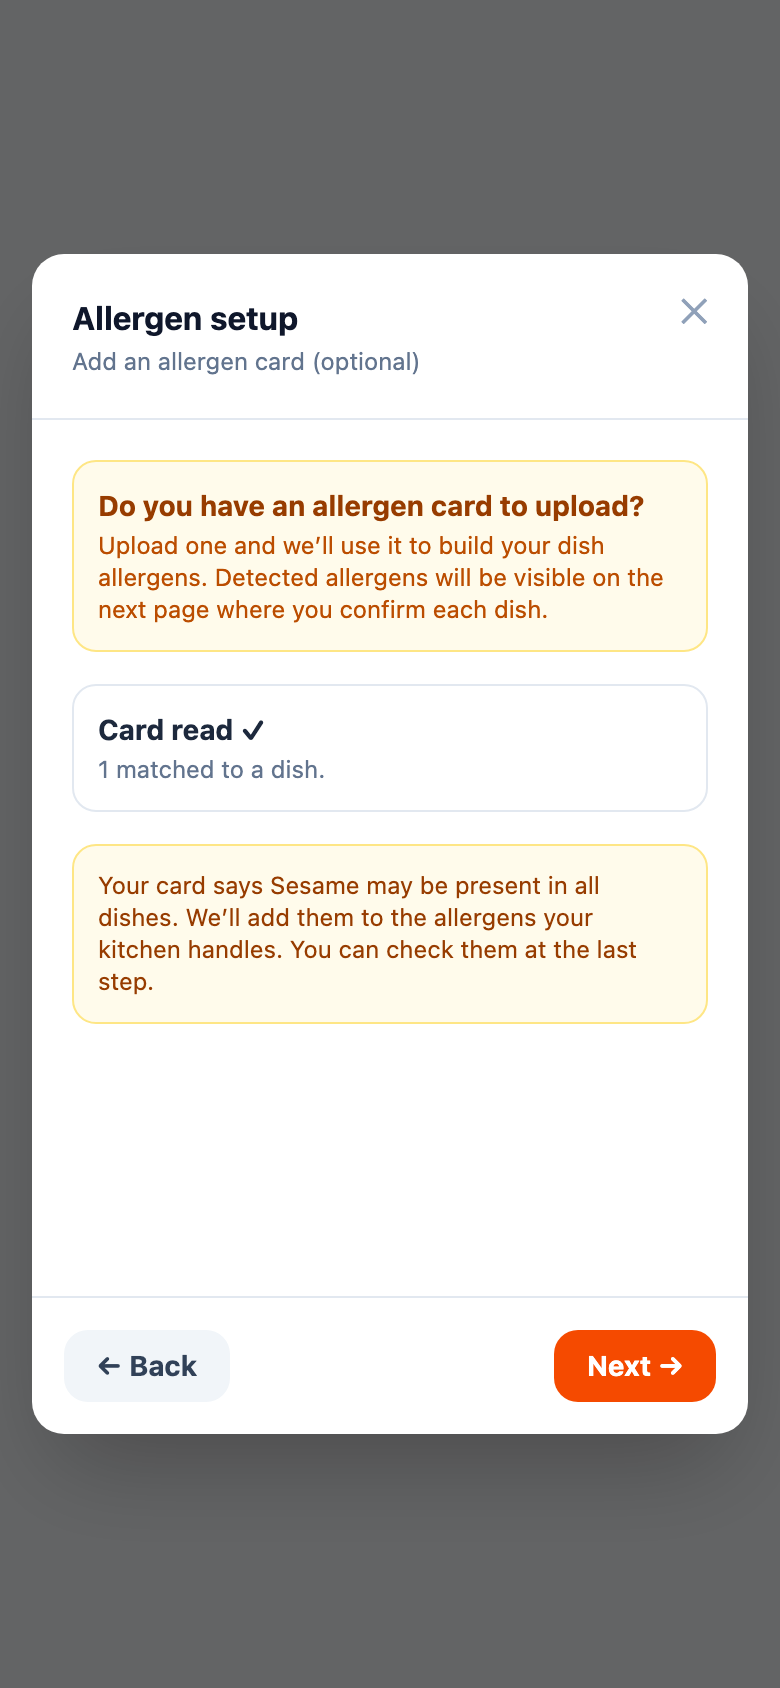 Allergen setup
Add an allergen card (optional)
Do you have an allergen card to upload?
Upload one and we’ll use it to build your dish
allergens. Detected allergens will be visible on the
next page where you confirm each dish.
Card read ✓
1 matched to a dish.
Your card says Sesame may be present in all
dishes. We’ll add them to the allergens your
kitchen handles. You can check them at the last
step.
← Back
Next →